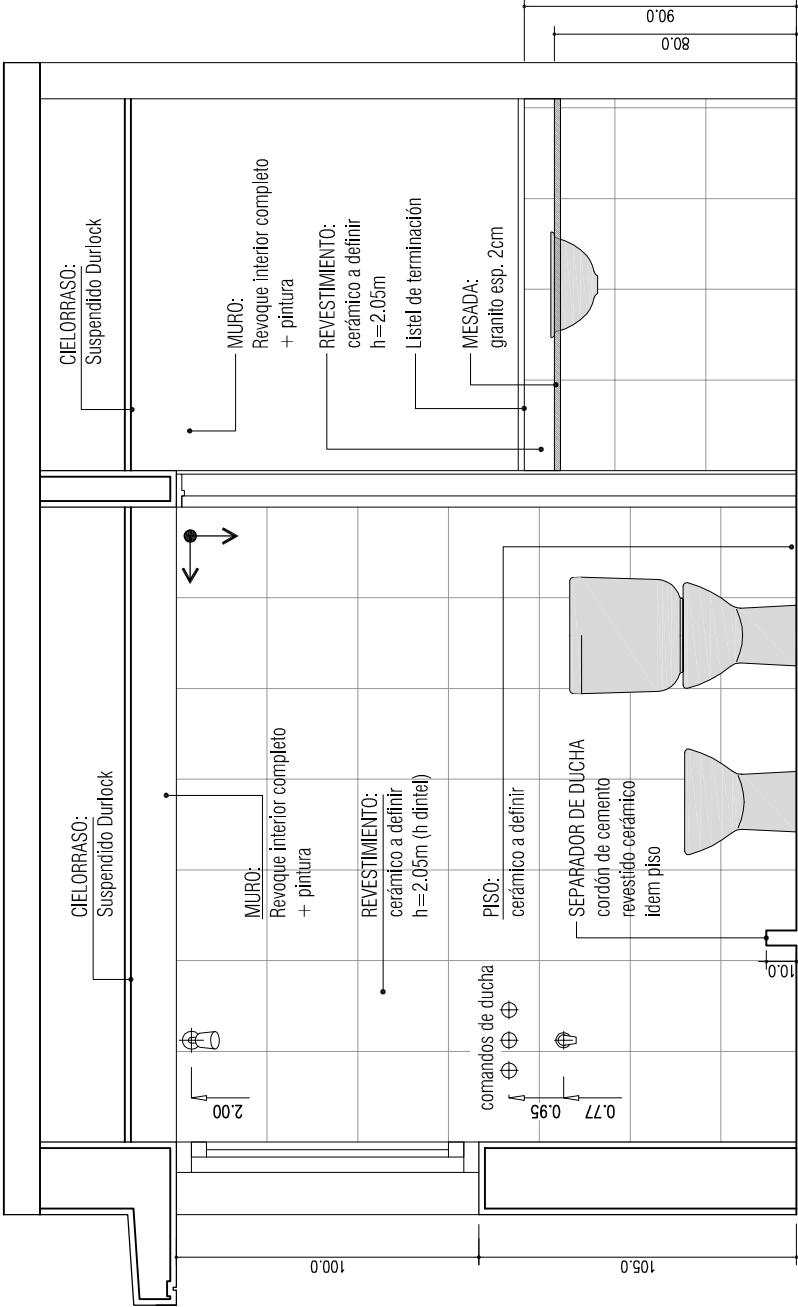 CIELORRASO:
Suspendido Durlock
MURO:
Revoque interior completo
+ pintura
REVESTIMIENTO:
cerámico a definir
h=2.05m (h dintel)
comandos de ducha
PISO:
cerámico a definir
SEPARADOR DE DUCHA
cordón de cemento
revestido cerámico
idem piso
2.00
0.95
0.77
10.0
100.0
105.0
CIELORRASO:
Suspendido Durlock
MURO:
Revoque interior completo
+ pintura
REVESTIMIENTO:
cerámico a definir
h=2.05m
Listel de terminación
MESADA:
granito esp. 2cm
90.0
80.0